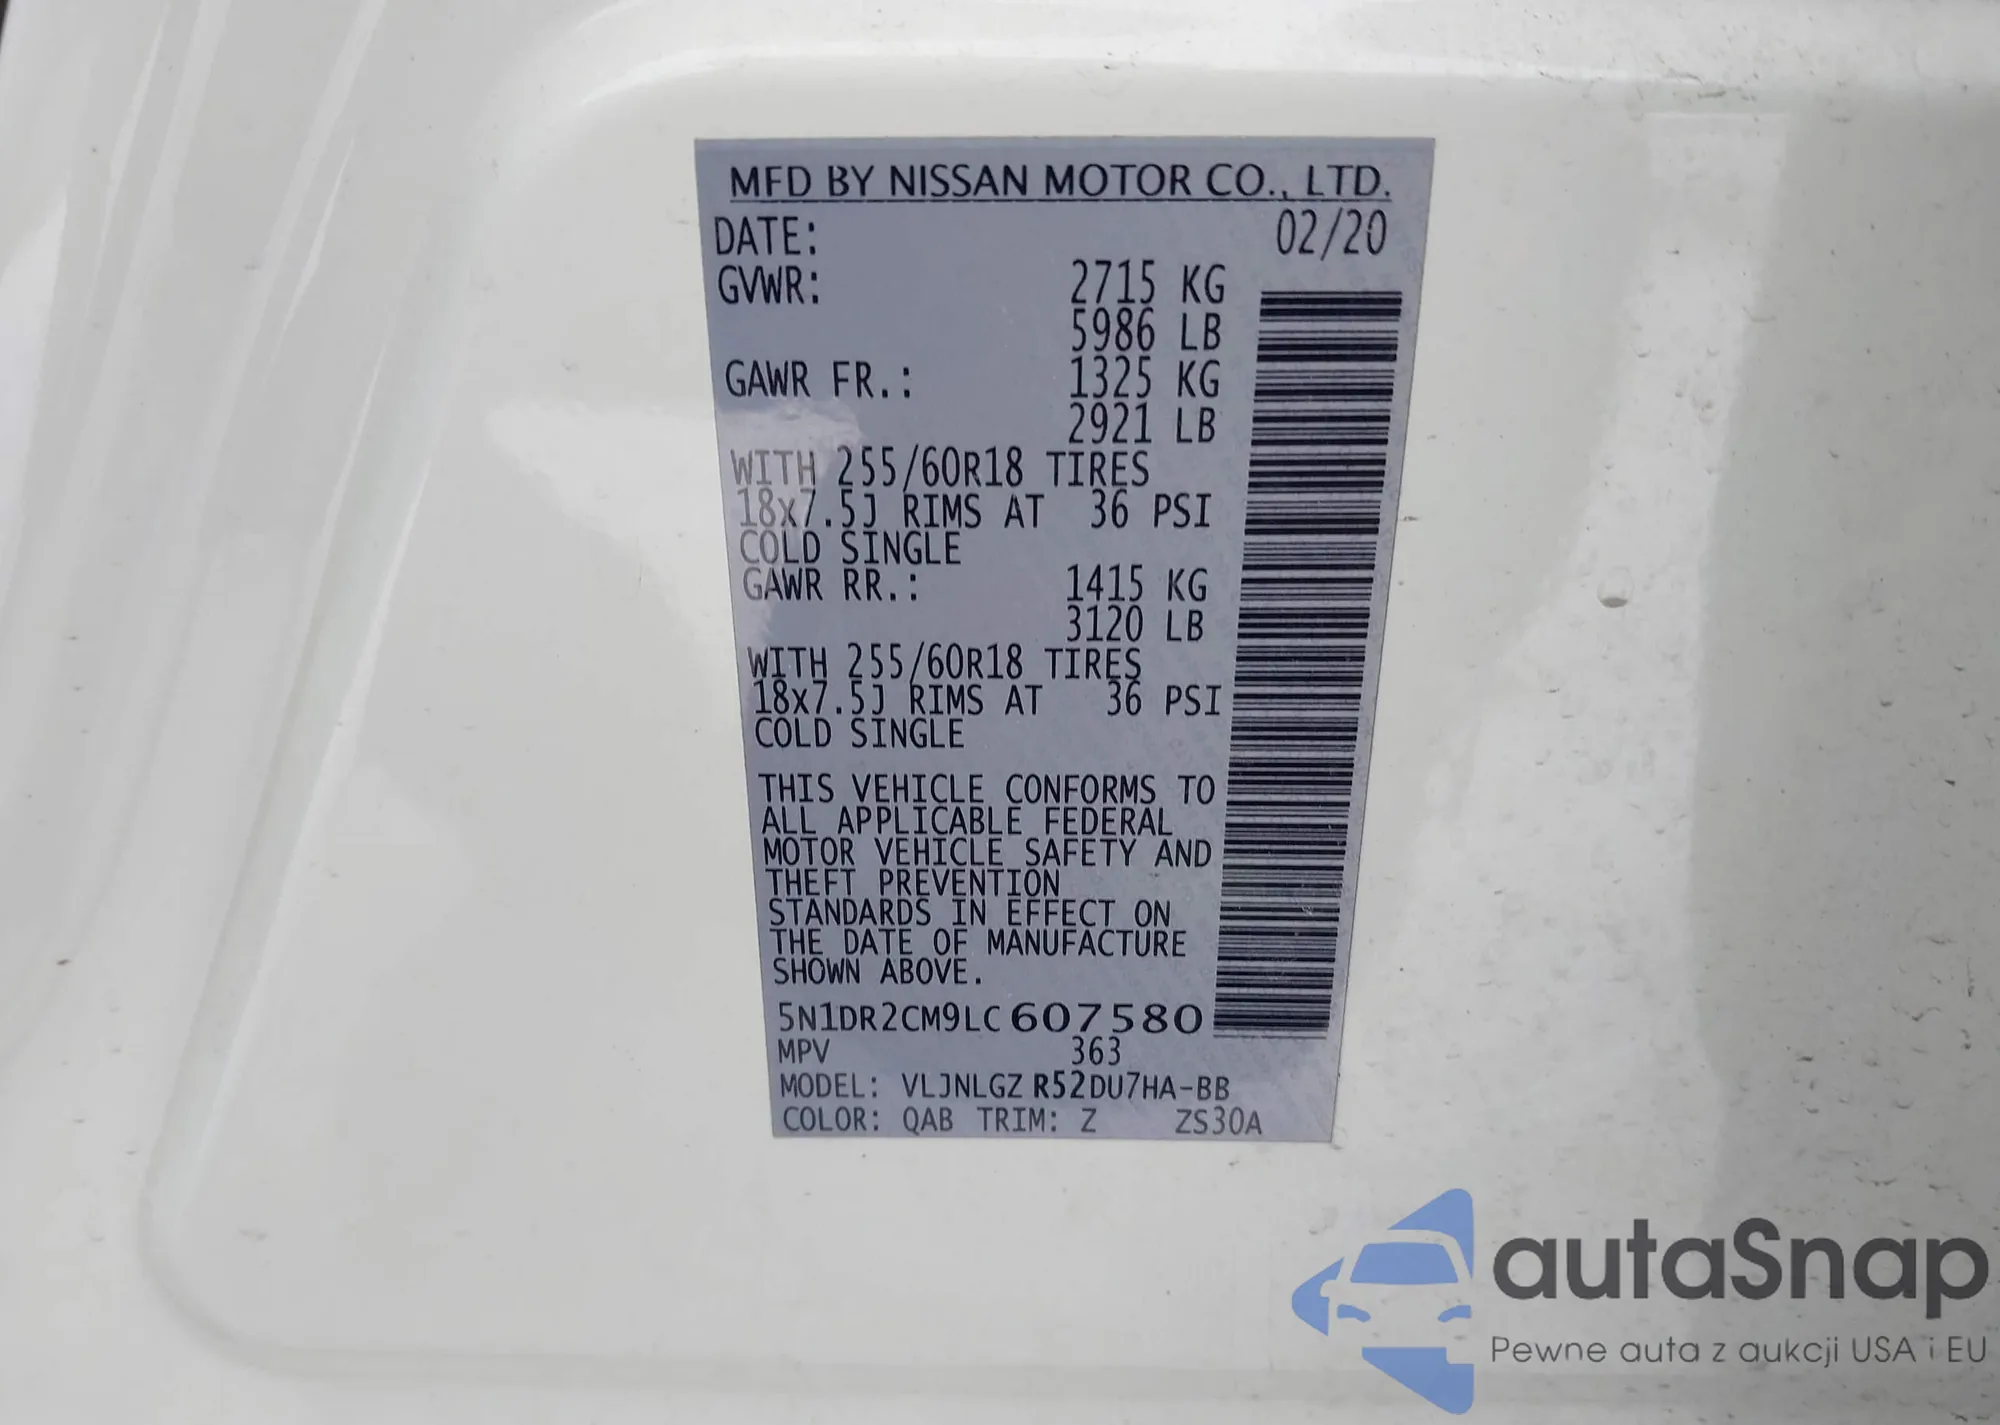 MFD BY NISSAN MOTOR CO., LTD.
DATE: 02/20
GVWR: 2715 KG
5986 LB
GAWR FR.: 1325 KG
2921 LB
WITH 255/60R18 TIRES
18x7.5J RIMS AT 36 PSI
COLD SINGLE
GAWR RR.: 1415 KG
3120 LB
WITH 255/60R18 TIRES
18x7.5J RIMS AT 36 PSI
COLD SINGLE
THIS VEHICLE CONFORMS TO
ALL APPLICABLE FEDERAL
MOTOR VEHICLE SAFETY AND
THEFT PREVENTION
STANDARDS IN EFFECT ON
THE DATE OF MANUFACTURE
SHOWN ABOVE.
5N1DR2CM9LC607580
MPV 363
MODEL: VLJNLGZ R52DU7HA-BB
COLOR: QAB TRIM: Z ZS30A
autaSnap
Pewne auta z aukcji USA i EU